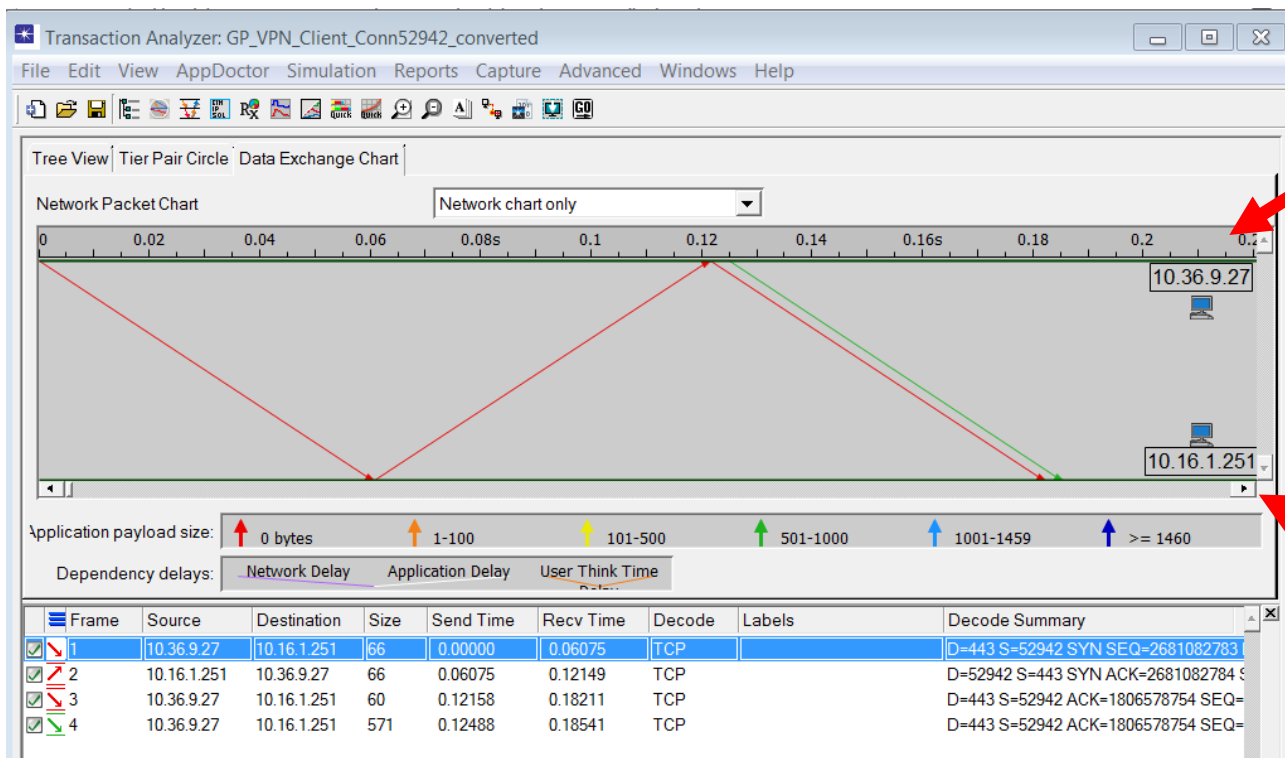 Transaction Analyzer: GP_VPN_Client_Conn52942_converted
File Edit View AppDoctor Simulation Reports Capture Advanced Windows Help
QUICK QUICK A GO
Tree View Tier Pair Circle Data Exchange Chart
Network Packet Chart Network chart only
0 0.02 0.04 0.06 0.08s 0.1 0.12 0.14 0.16s 0.18 0.2
10.36.9.27
10.16.1.251
Application payload size: 0 bytes 1-100 101-500 501-1000 1001-1459 >= 1460
Dependency delays: Network Delay Application Delay User Think Time
Frame Source Destination Size Send Time Recv Time Decode Labels Decode Summary
1 10.36.9.27 10.16.1.251 66 0.00000 0.06075 TCP D=443 S=52942 SYN SEQ=2681082783
2 10.16.1.251 10.36.9.27 66 0.06075 0.12149 TCP D=52942 S=443 SYN ACK=2681082784
3 10.36.9.27 10.16.1.251 60 0.12158 0.18211 TCP D=443 S=52942 ACK=1806578754 SEQ=
4 10.36.9.27 10.16.1.251 571 0.12488 0.18541 TCP D=443 S=52942 ACK=1806578754 SEQ=